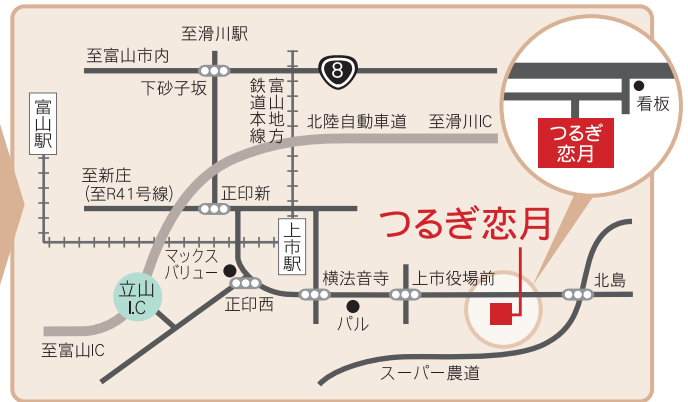 至滑川駅
至富山市内
8
下砂子坂
富山地方
鉄道本線
北陸自動車道
至滑川IC
看板
つるぎ
恋月
富山駅
至新庄
(至R41号線)
正印新
つるぎ恋月
上市駅
マックス
バリュー
横法音寺
上市役場前
北島
立山
I.C
正印西
パル
至富山IC
スーパー農道